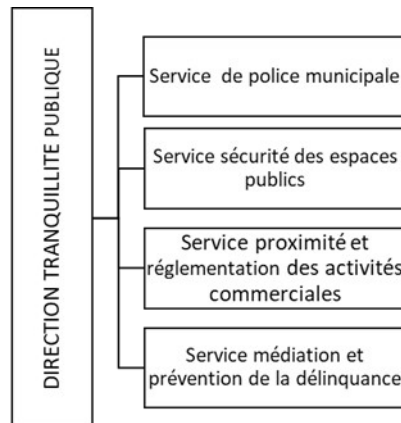 DIRECTION TRANQUILLITE PUBLIQUE
Service de police municipale
Service sécurité des espaces
publics
Service proximité et
réglementation des activités
commerciales
Service médiation et
prévention de la délinquance